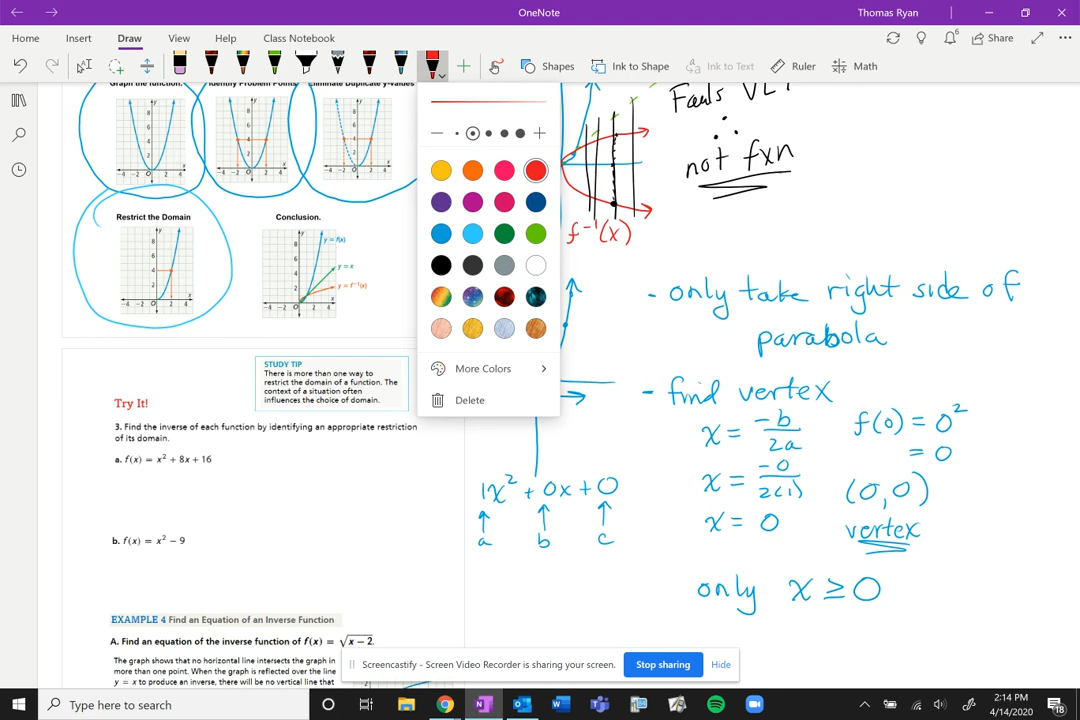 OneNote
Thomas Ryan
Home Insert Draw View Help Class Notebook
6
Share
Shapes Ink to Shape Ink to Text Ruler Math
Graph the function. Identify Problem Points Eliminate Duplicate y-values
Restrict the Domain
Conclusion.
y = f(x)
y = x
y = f⁻¹(x)
STUDY TIP
There is more than one way to
restrict the domain of a function. The
context of a situation often
influences the choice of domain.
Try It!
3. Find the inverse of each function by identifying an appropriate restriction
of its domain.
a. f(x) = x² + 8x + 16
b. f(x) = x² − 9
EXAMPLE 4 Find an Equation of an Inverse Function
A. Find an equation of the inverse function of f(x) = √x − 2.
The graph shows that no horizontal line intersects the graph in
more than one point. When the graph is reflected over the line
y = x to produce an inverse, there will be no vertical line that
More Colors
Delete
Fails VLT
∴
not fxn
f⁻¹(x)
- only take right side of
parabola
- find vertex
x = -b/2a
f(0) = 0²
= 0
x = -0/2(1)
(0,0)
x = 0
vertex
only x ≥ 0
1x² + 0x + 0
a b c
Screencastify - Screen Video Recorder is sharing your screen.
Stop sharing
Hide
Type here to search
2:14 PM
4/14/2020
18